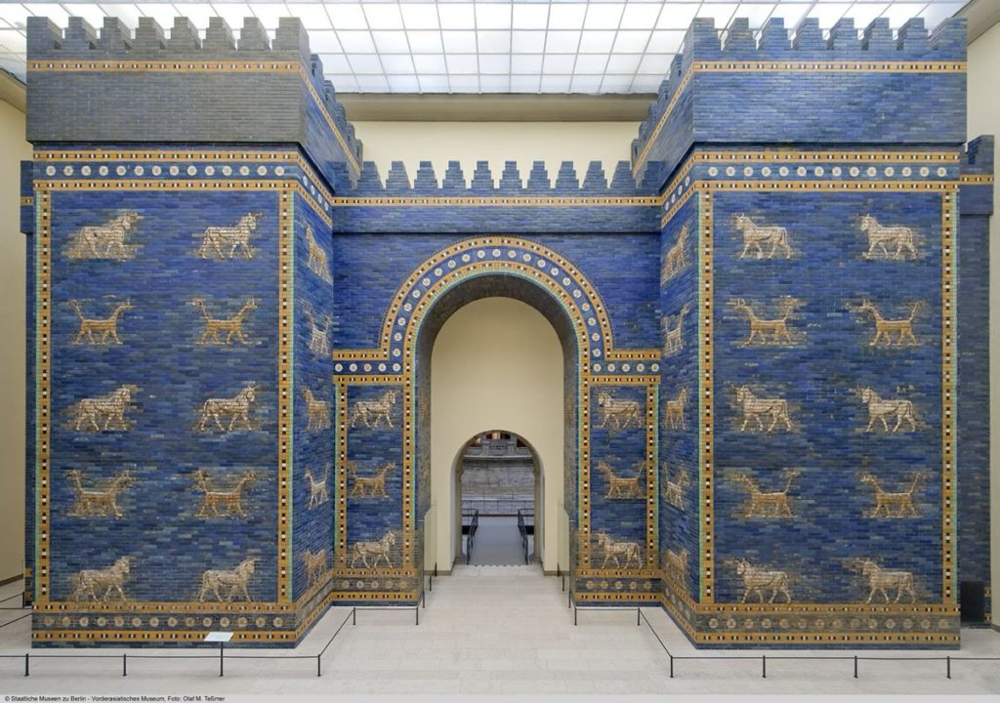 © Staatliche Museen zu Berlin - Vorderasiatisches Museum, Foto: Olaf M. Teßmer